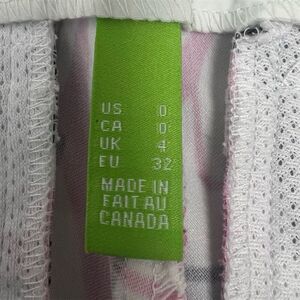 US 0
CA 0
UK 4
EU 32
MADE IN
FAIT AU
CANADA